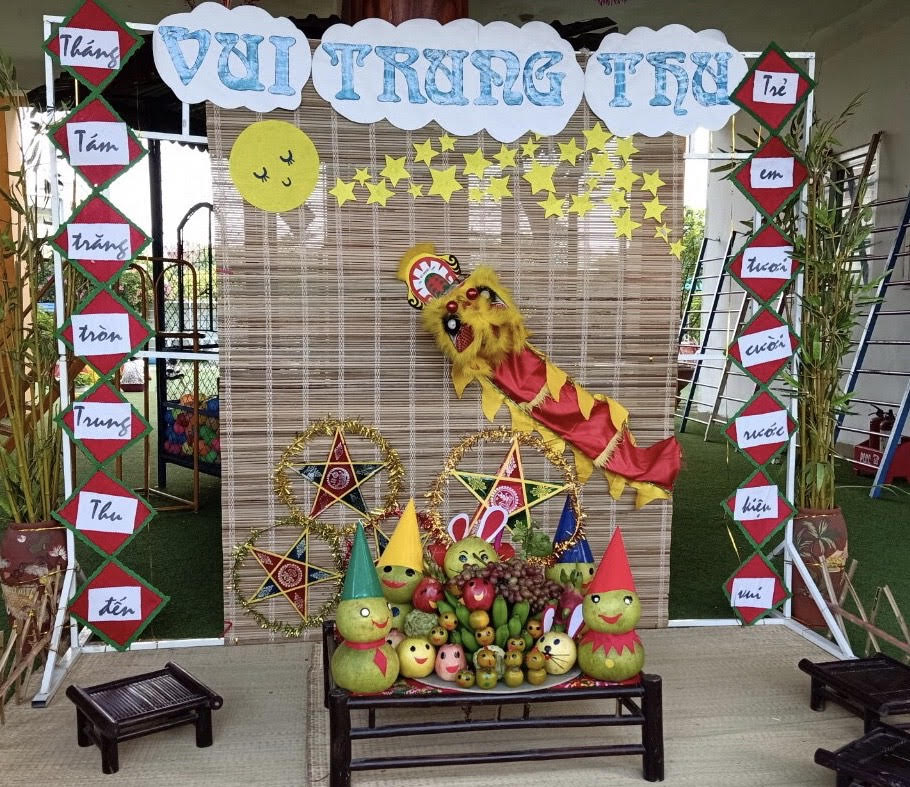 VUI TRUNG THU
Tháng
Tám
trăng
tròn
Trung
Thu
đến
Trẻ
em
tươi
cười
rước
kiệu
vui